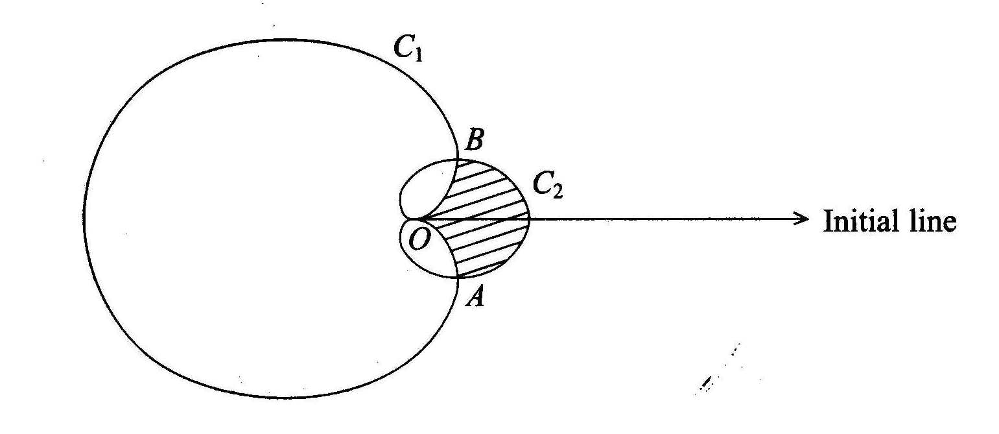 C₁
B
C₂
O
Initial line
A